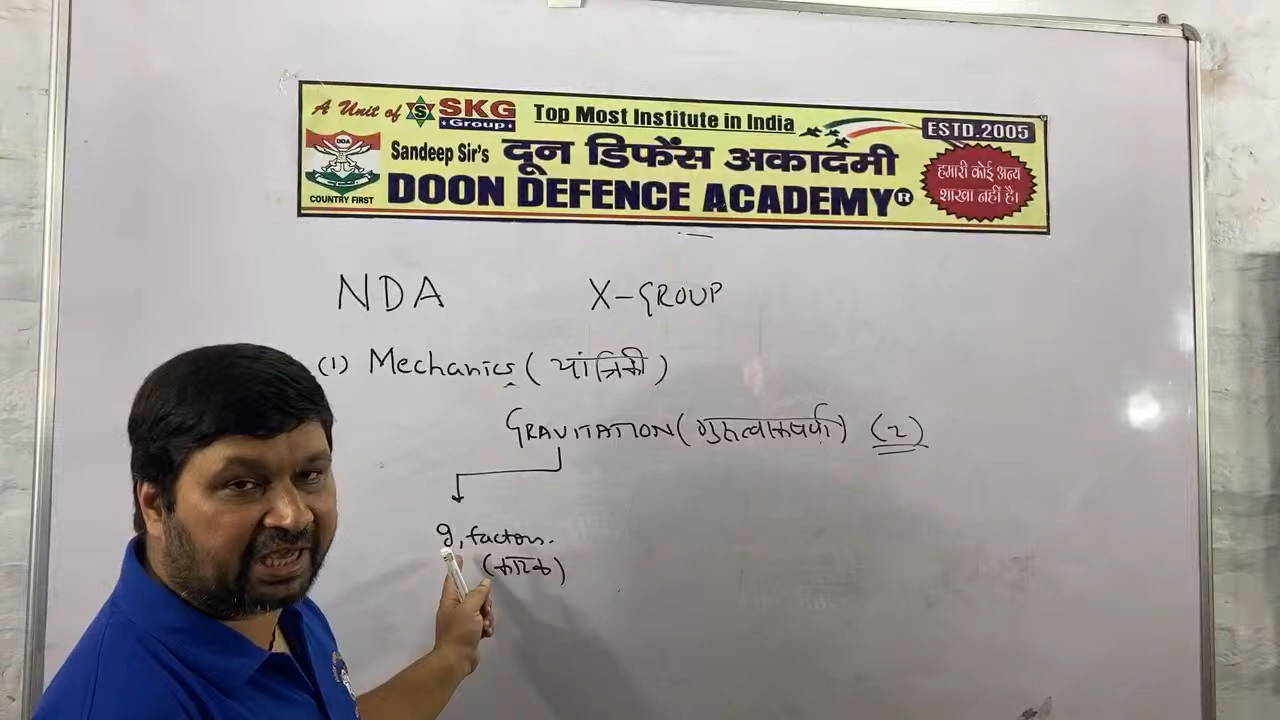 A Unit of S SKG Group Top Most Institute in India ESTD.2005
DDA
Sandeep Sir's दून डिफेंस अकादमी
COUNTRY FIRST DOON DEFENCE ACADEMY®
हमारी कोई अन्य
शाखा नहीं है।
NDA X-GROUP
(1) Mechanics (यांत्रिकी)
GRAVITATION (गुरुत्वाकर्षण) (2)
g, factors.
(कारक)